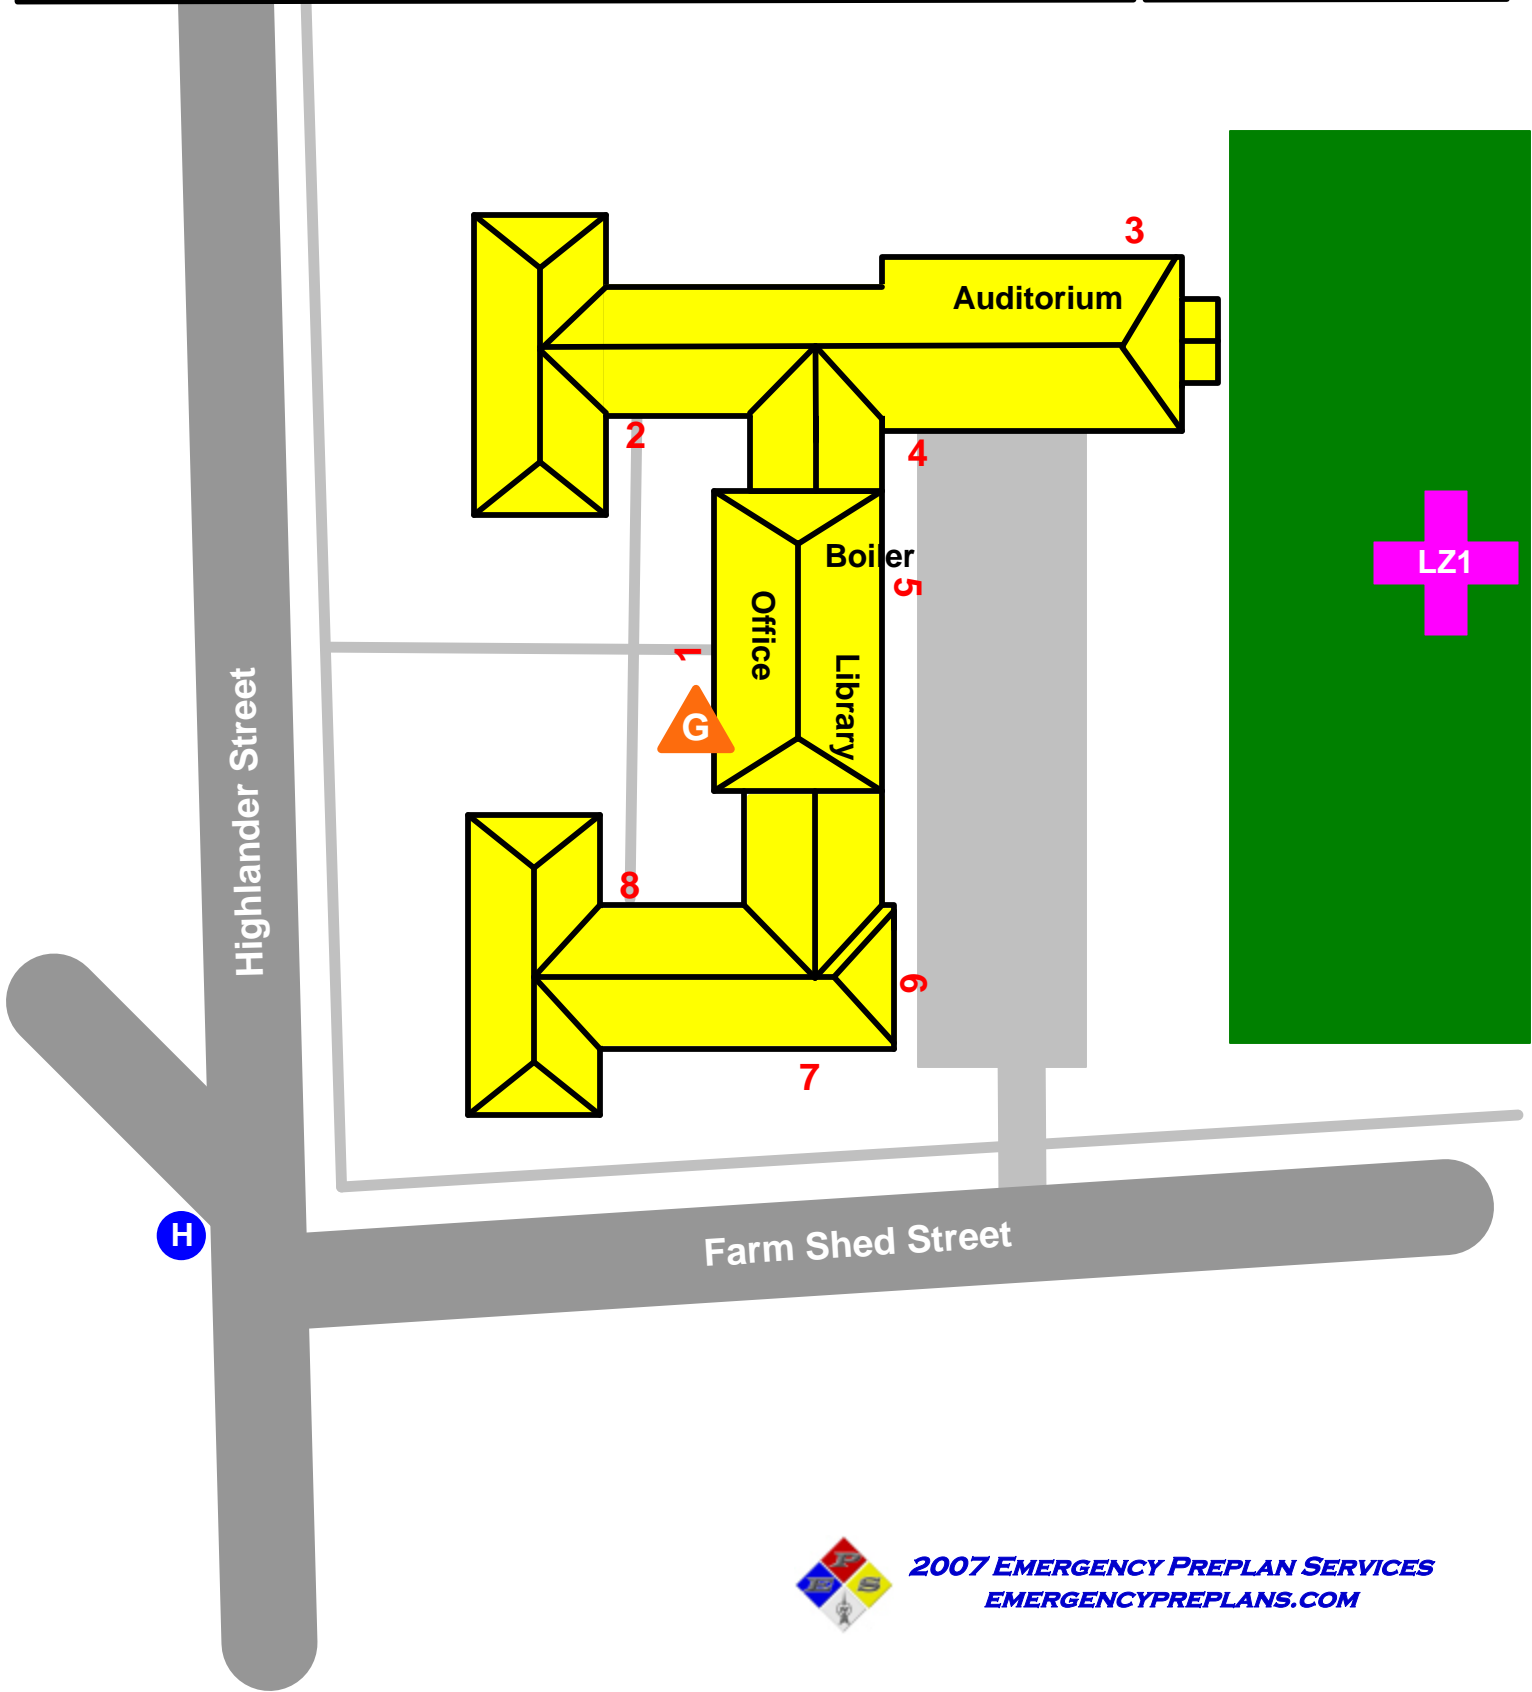 3
Auditorium
2
4
Boiler
LZ1
5
Office
1
Library
G
Highlander Street
8
6
7
H
Farm Shed Street
P
E S
2007 Emergency Preplan Services
emergencypreplans.com